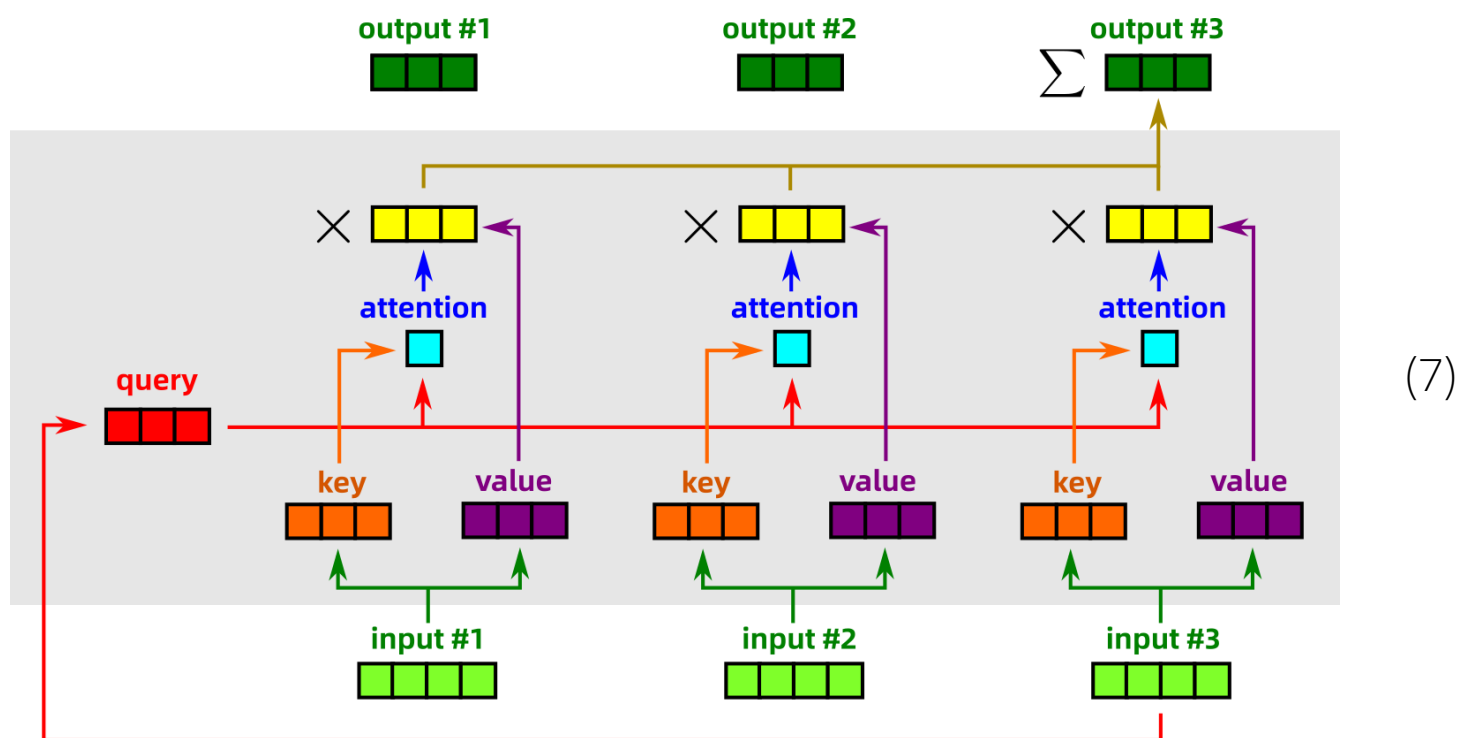 output #1 output #2 output #3
∑
× × ×
attention attention attention
query
(7)
key value key value key value
input #1 input #2 input #3